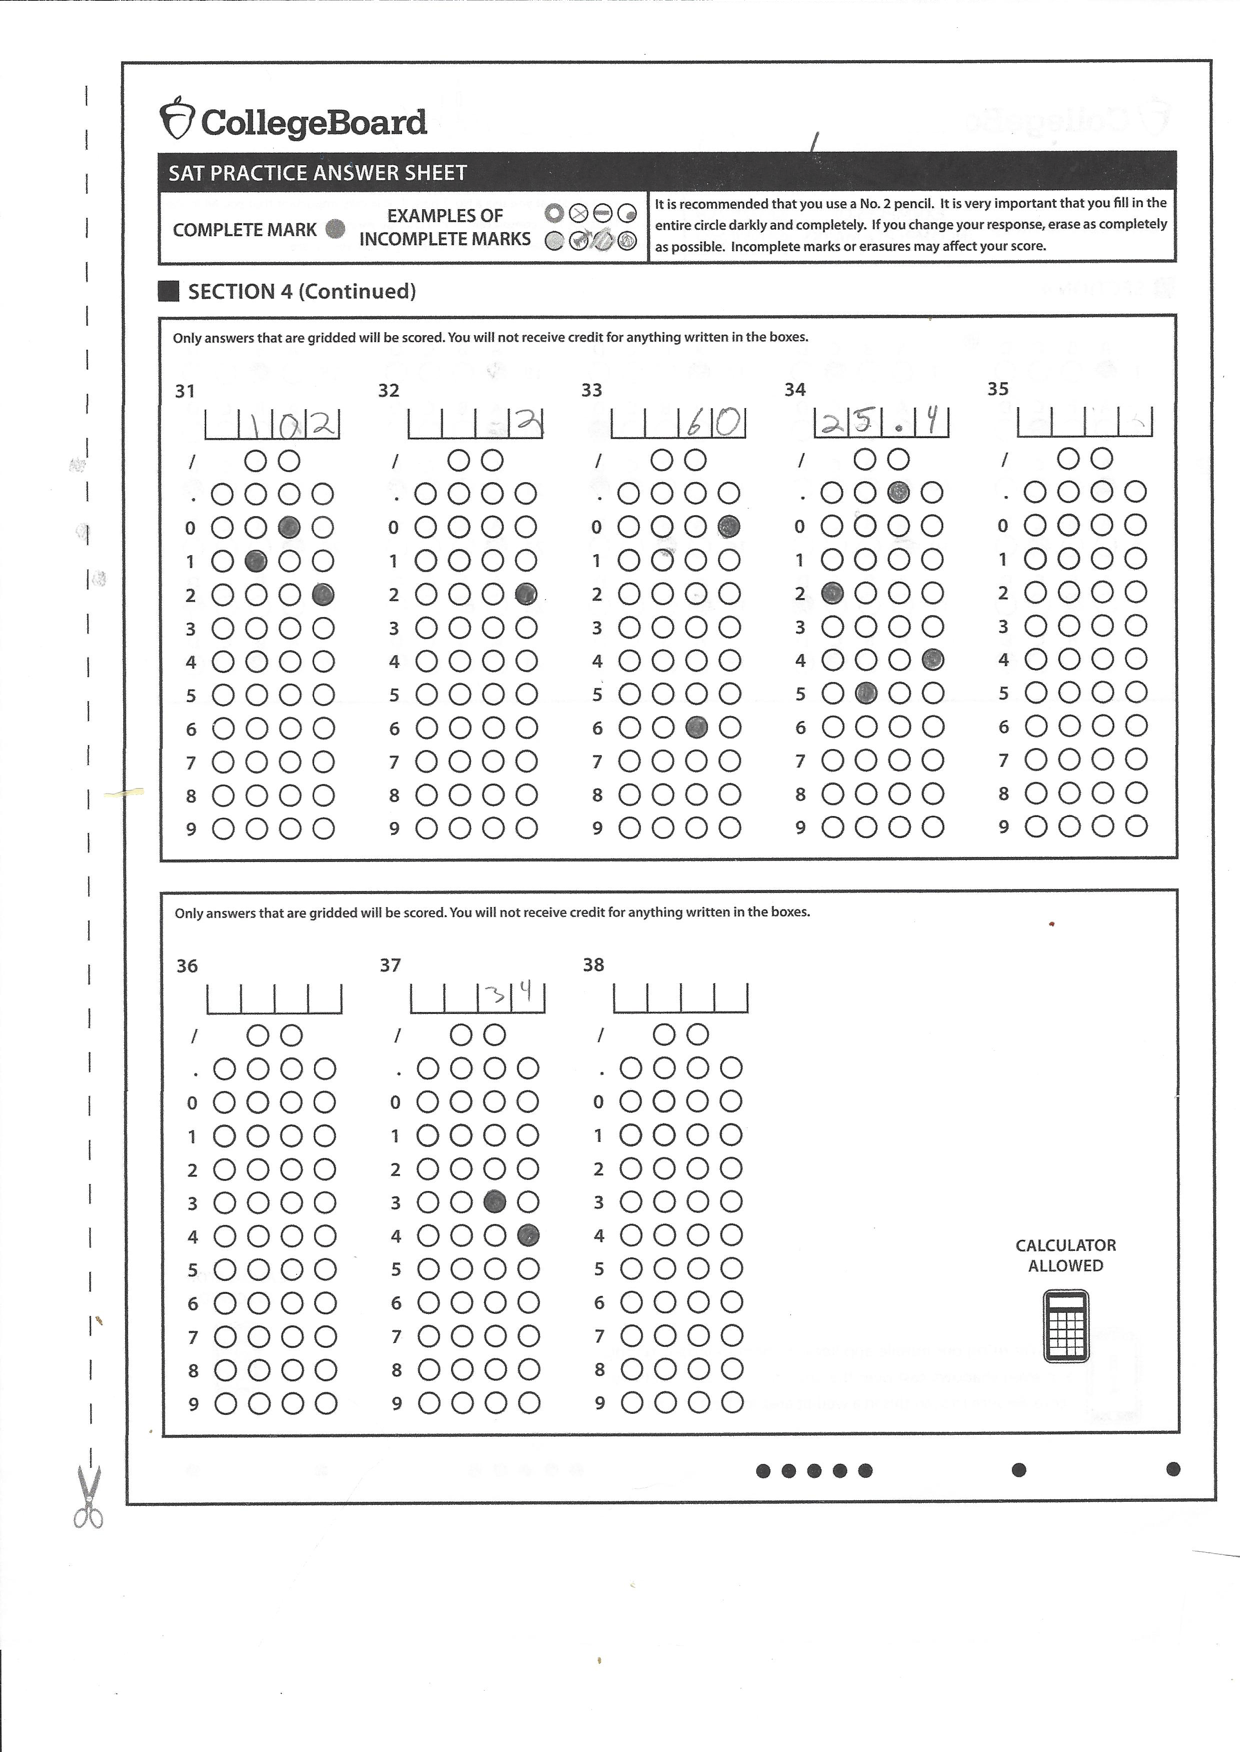 CollegeBoard
SAT PRACTICE ANSWER SHEET
COMPLETE MARK
EXAMPLES OF
INCOMPLETE MARKS
It is recommended that you use a No. 2 pencil. It is very important that you fill in the
entire circle darkly and completely. If you change your response, erase as completely
as possible. Incomplete marks or erasures may affect your score.
SECTION 4 (Continued)
Only answers that are gridded will be scored. You will not receive credit for anything written in the boxes.
31 32 33 34 35
102 2 60 25.4
/ / / / /
. . . . .
0 0 0 0 0
1 1 1 1 1
2 2 2 2 2
3 3 3 3 3
4 4 4 4 4
5 5 5 5 5
6 6 6 6 6
7 7 7 7 7
8 8 8 8 8
9 9 9 9 9
Only answers that are gridded will be scored. You will not receive credit for anything written in the boxes.
36 37 38
34
/ / /
. . .
0 0 0
1 1 1
2 2 2
3 3 3
4 4 4
5 5 5
6 6 6
7 7 7
8 8 8
9 9 9
CALCULATOR
ALLOWED